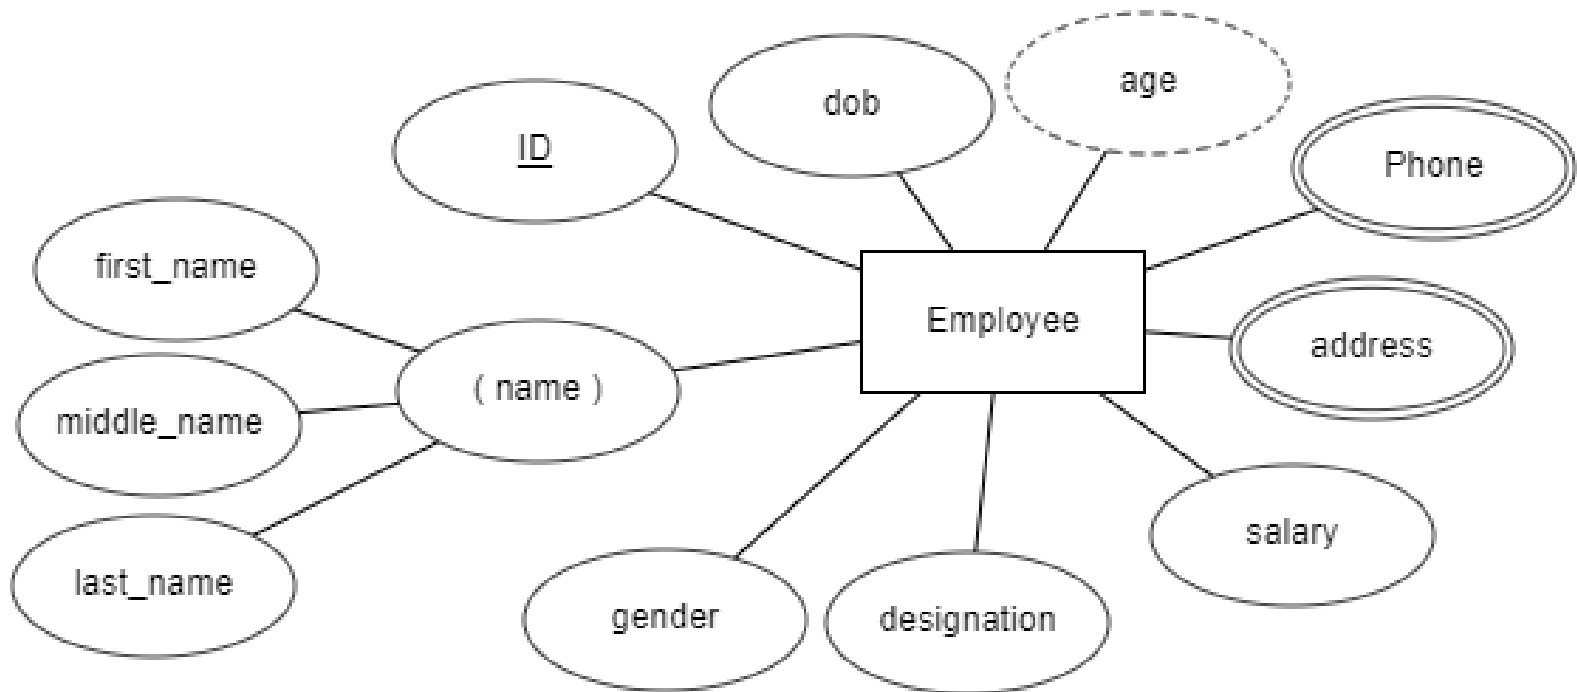 age
dob
ID
Phone
first_name
Employee
address
( name )
middle_name
salary
last_name
gender
designation